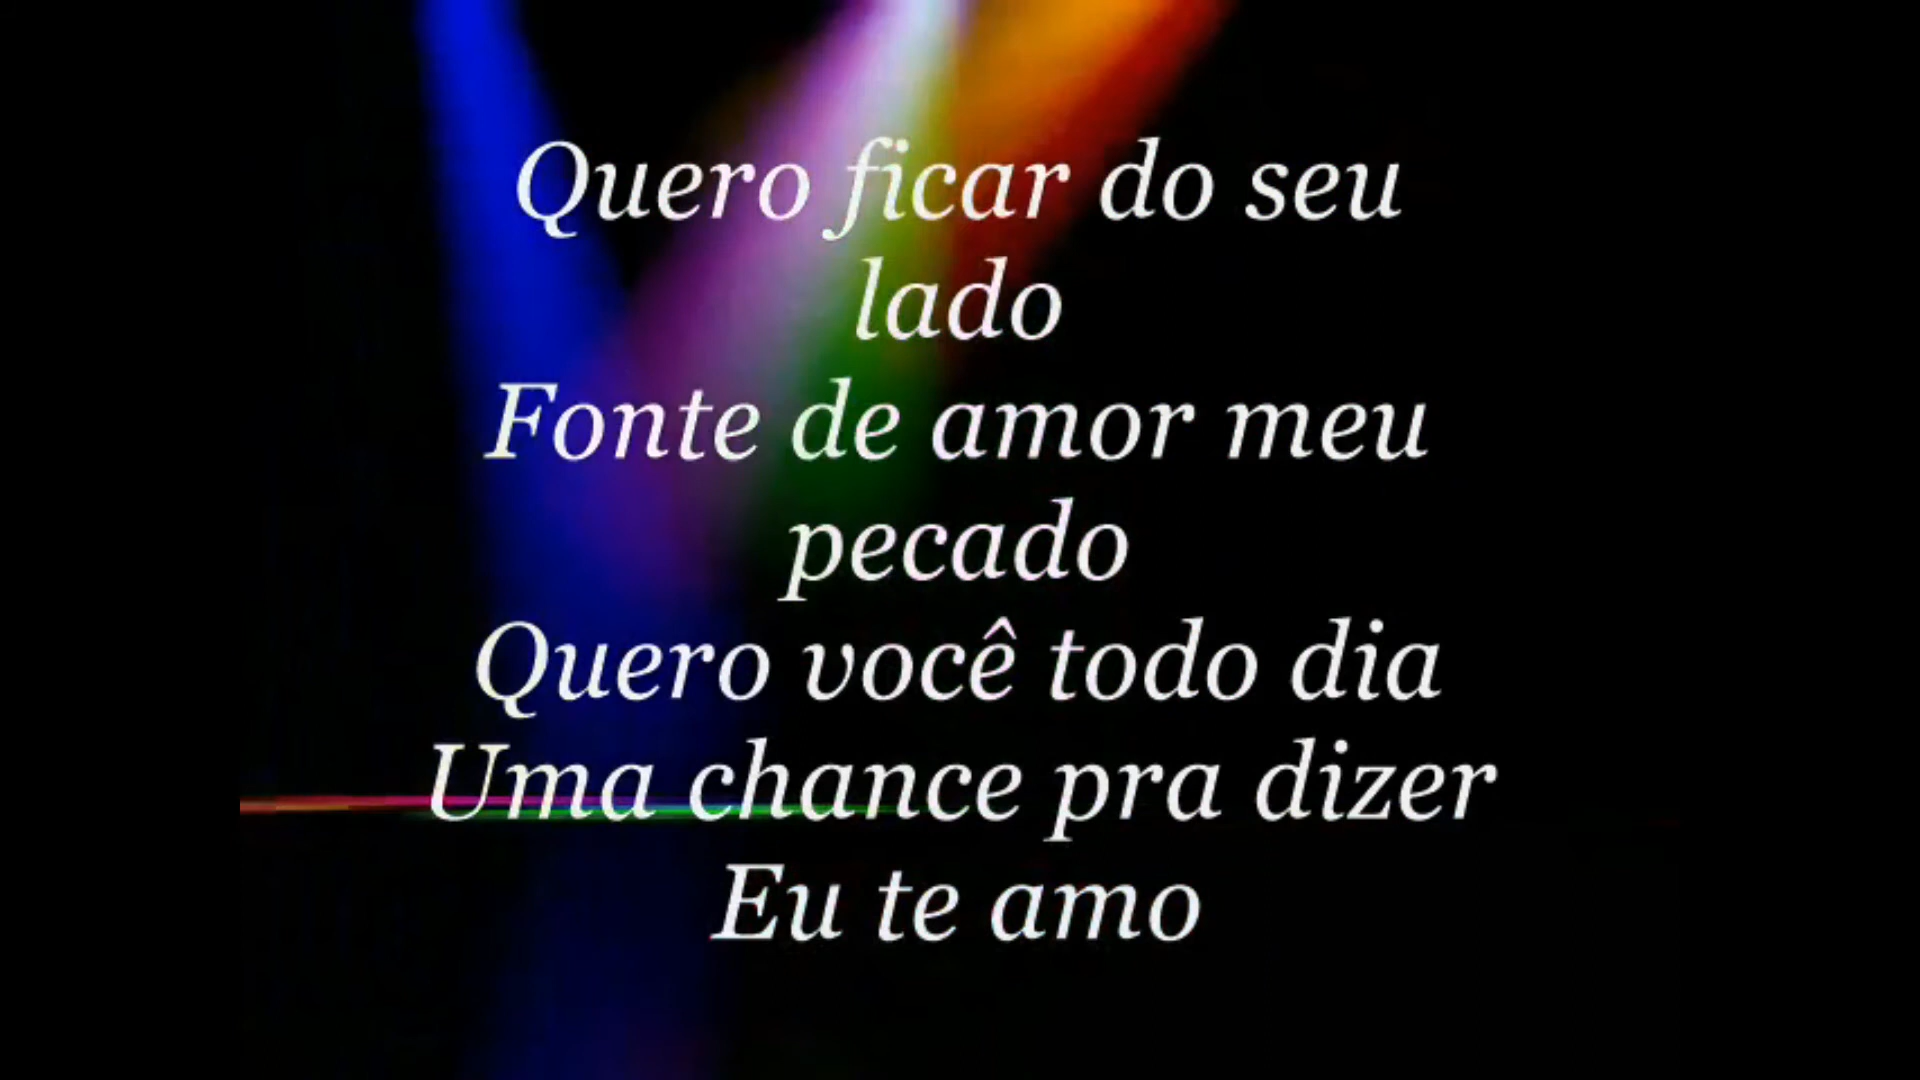 Quero ficar do seu
lado
Fonte de amor meu
pecado
Quero você todo dia
Uma chance pra dizer
Eu te amo